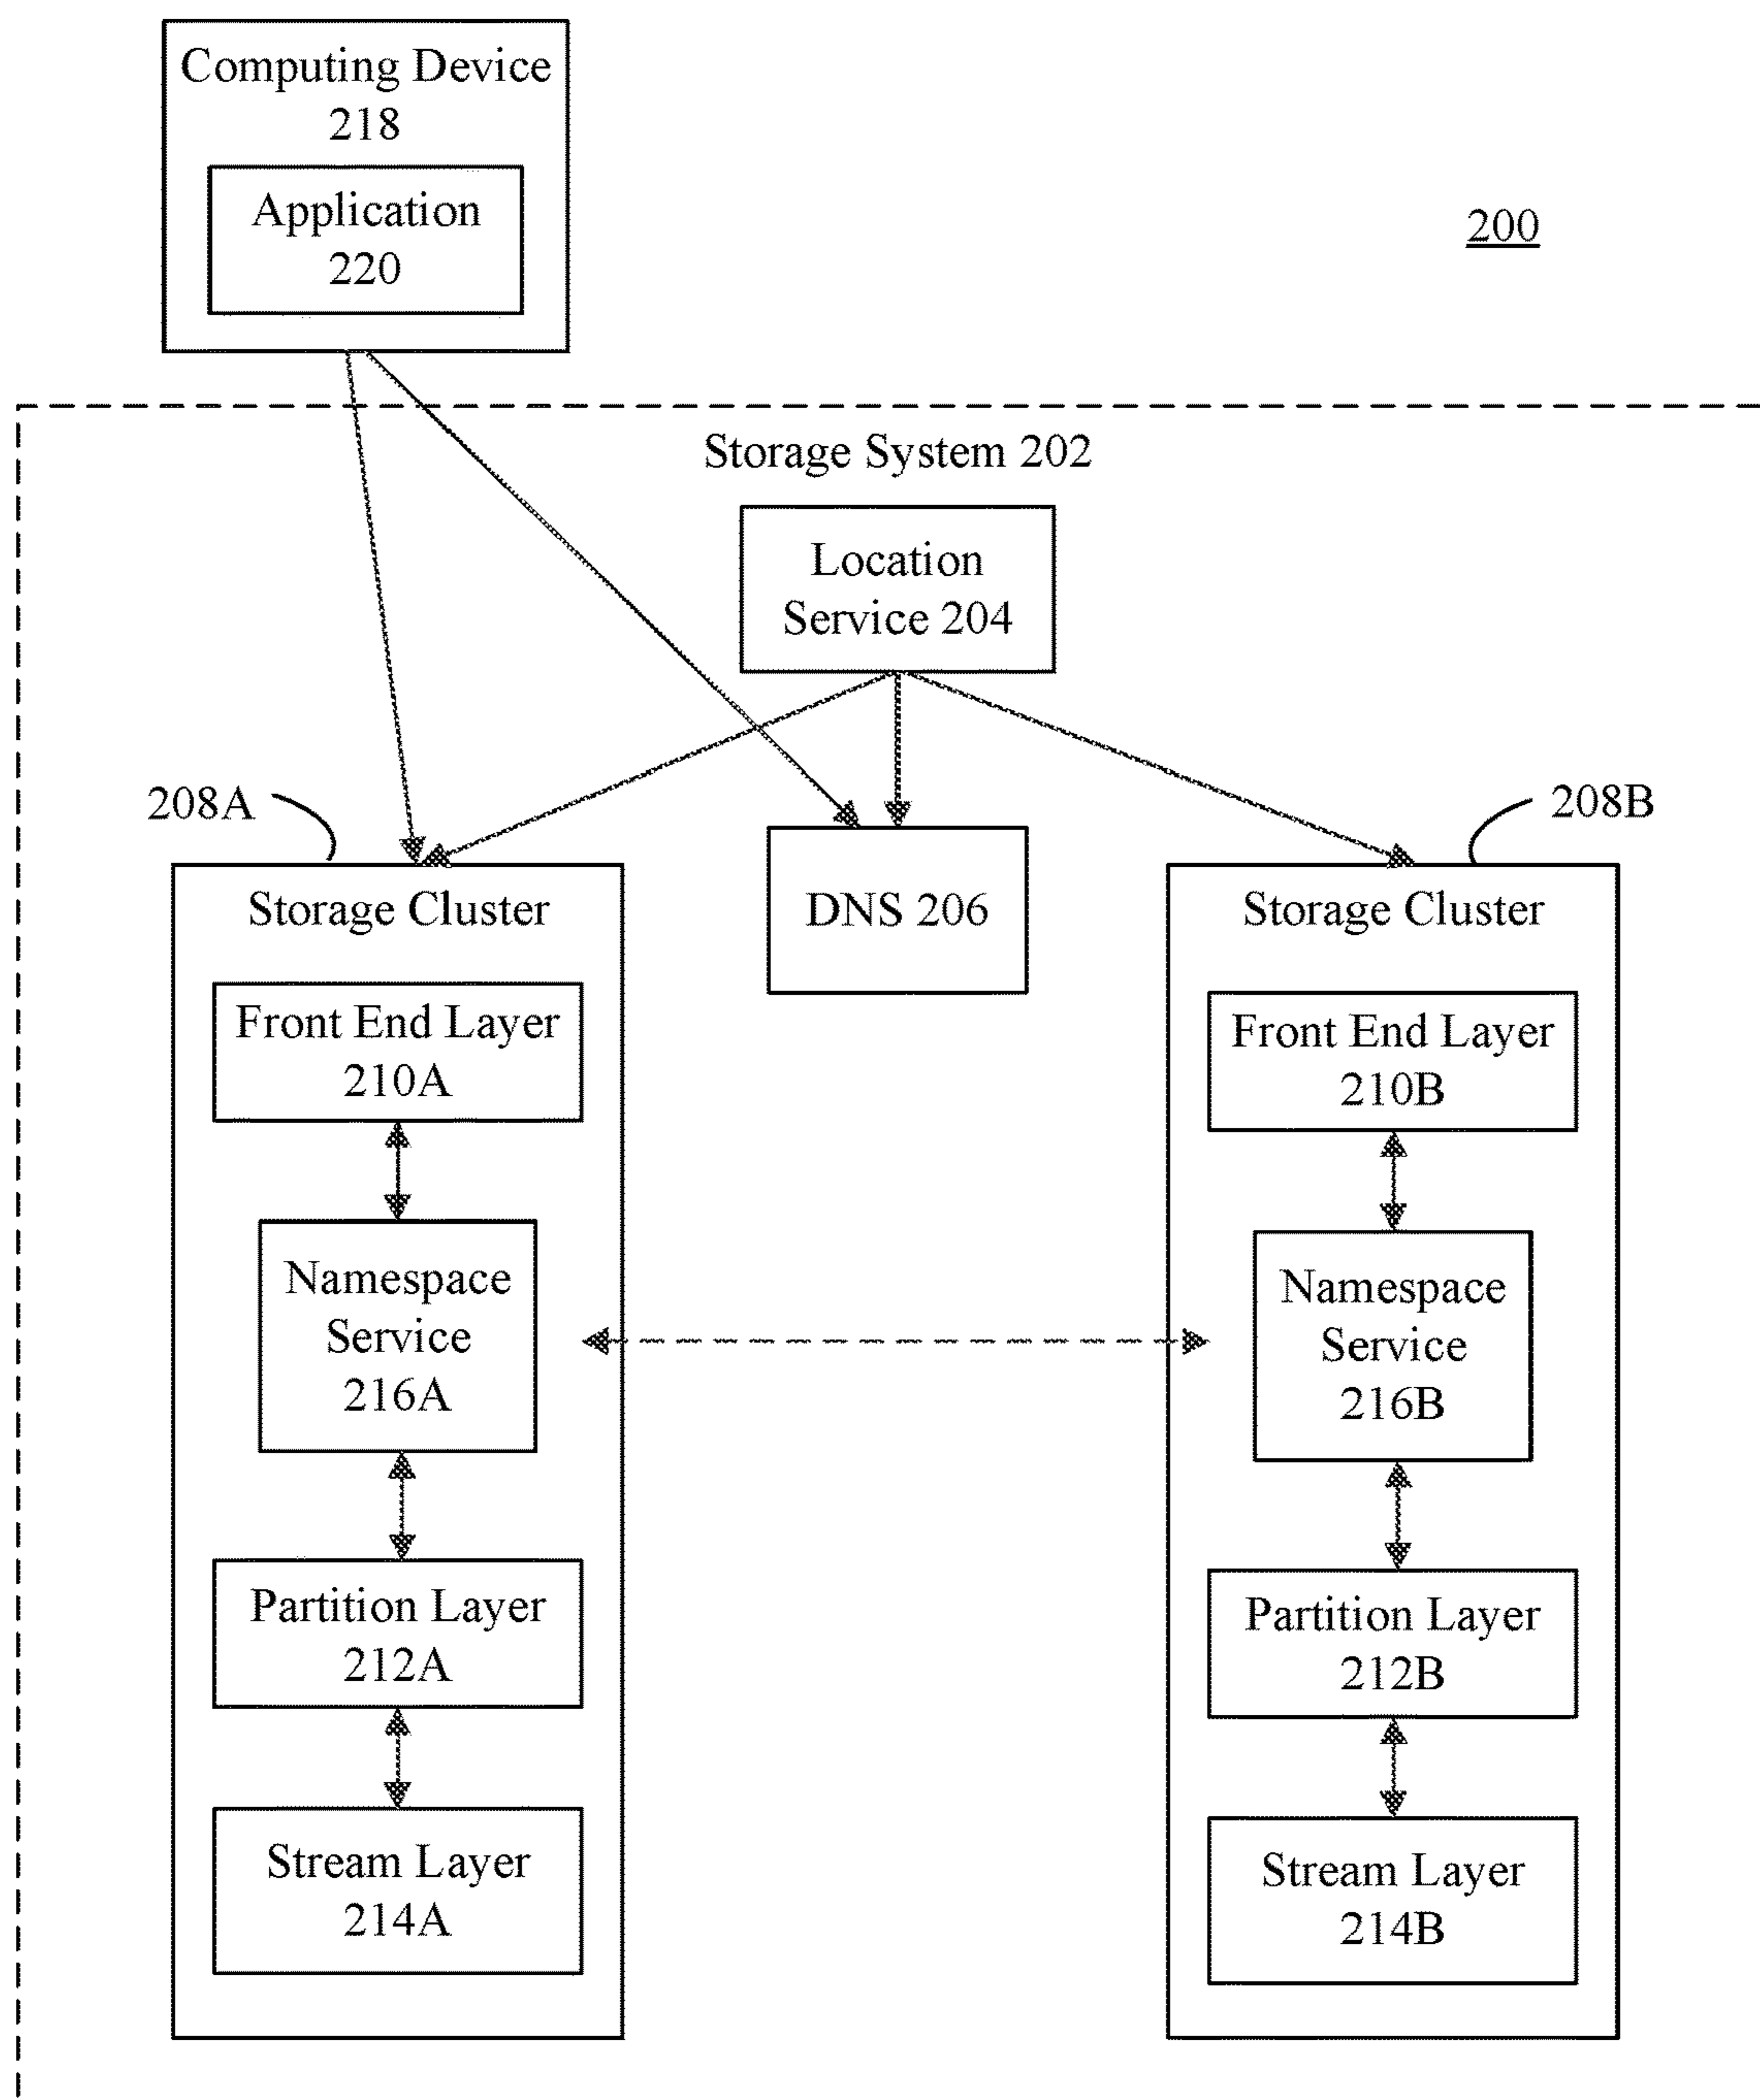 Computing Device
218
Application
220
200
Storage System 202
Location
Service 204
208A
208B
DNS 206
Storage Cluster
Front End Layer
210A
Namespace
Service
216A
Partition Layer
212A
Stream Layer
214A
Storage Cluster
Front End Layer
210B
Namespace
Service
216B
Partition Layer
212B
Stream Layer
214B